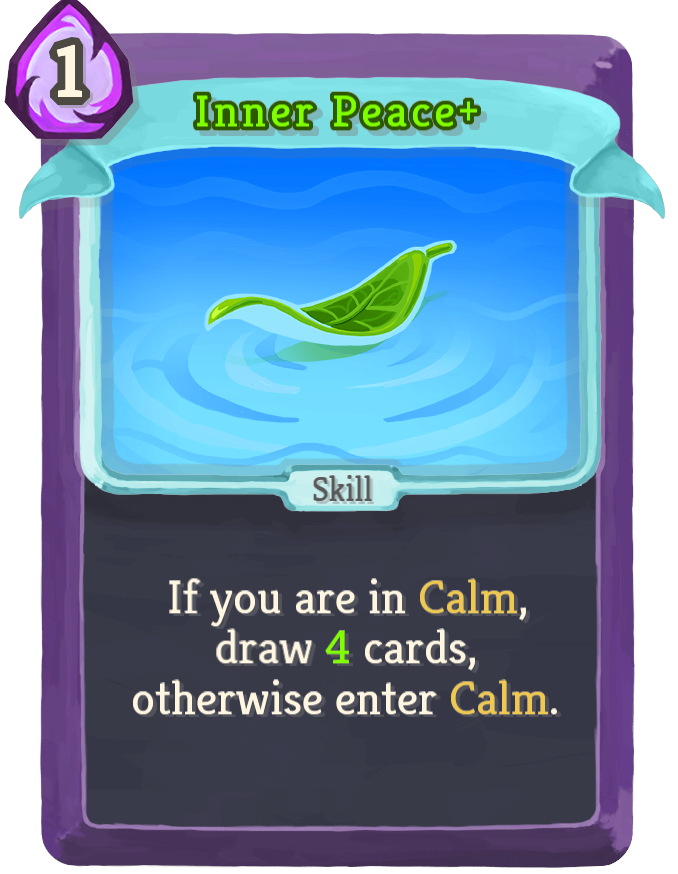 1
Inner Peace+
Skill
If you are in Calm,
draw 4 cards,
otherwise enter Calm.